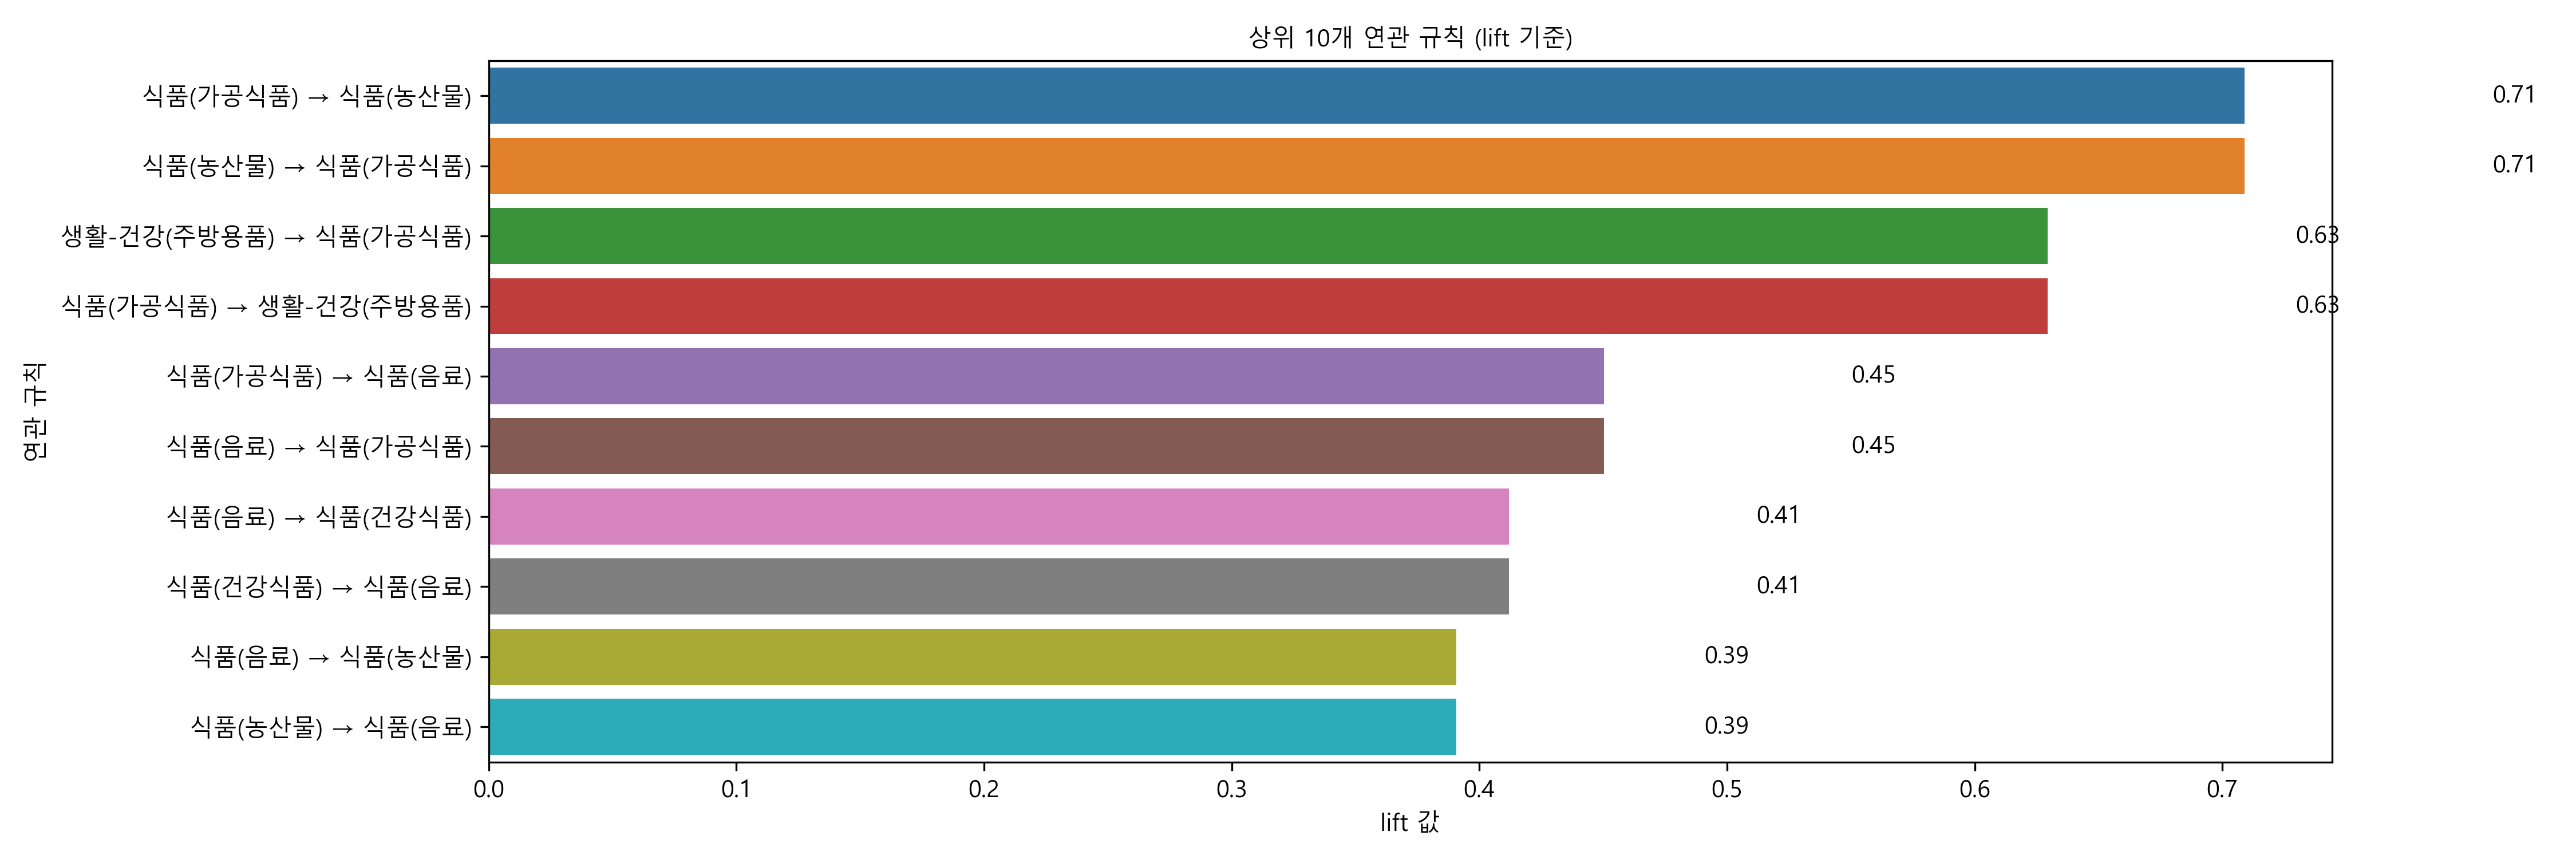 상위 10개 연관 규칙 (lift 기준)
식품(가공식품) → 식품(농산물) 0.71
식품(농산물) → 식품(가공식품) 0.71
생활-건강(주방용품) → 식품(가공식품) 0.63
식품(가공식품) → 생활-건강(주방용품) 0.63
식품(가공식품) → 식품(음료) 0.45
식품(음료) → 식품(가공식품) 0.45
식품(음료) → 식품(건강식품) 0.41
식품(건강식품) → 식품(음료) 0.41
식품(음료) → 식품(농산물) 0.39
식품(농산물) → 식품(음료) 0.39
연관 규칙
0.0 0.1 0.2 0.3 0.4 0.5 0.6 0.7
lift 값